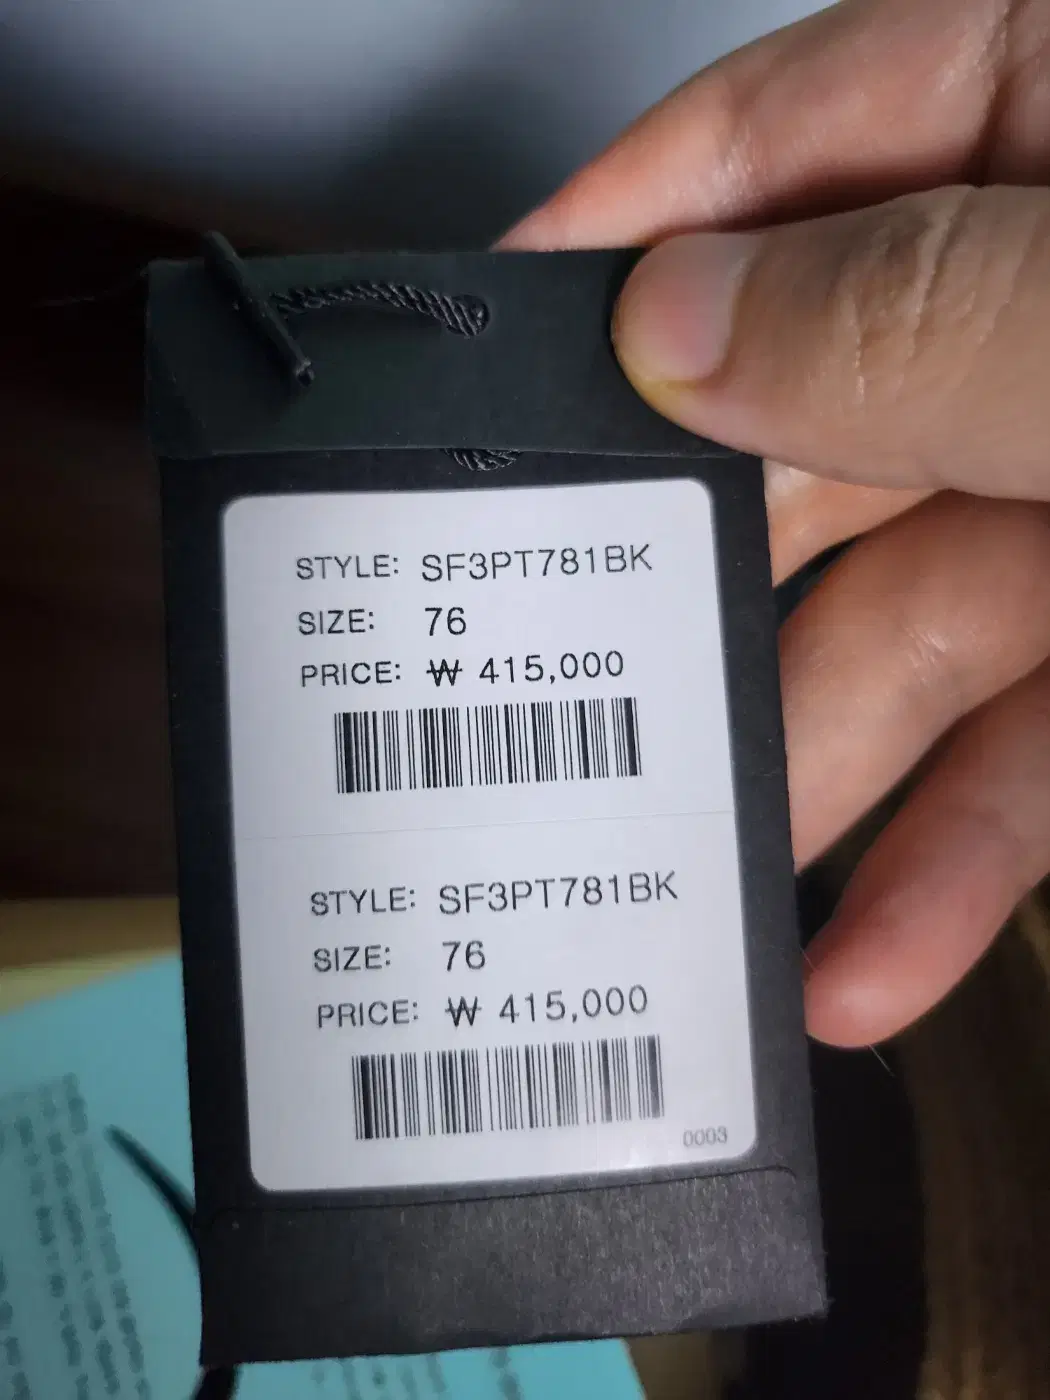 STYLE: SF3PT781BK
SIZE: 76
PRICE: ₩ 415,000
STYLE: SF3PT781BK
SIZE: 76
PRICE: ₩ 415,000
0003